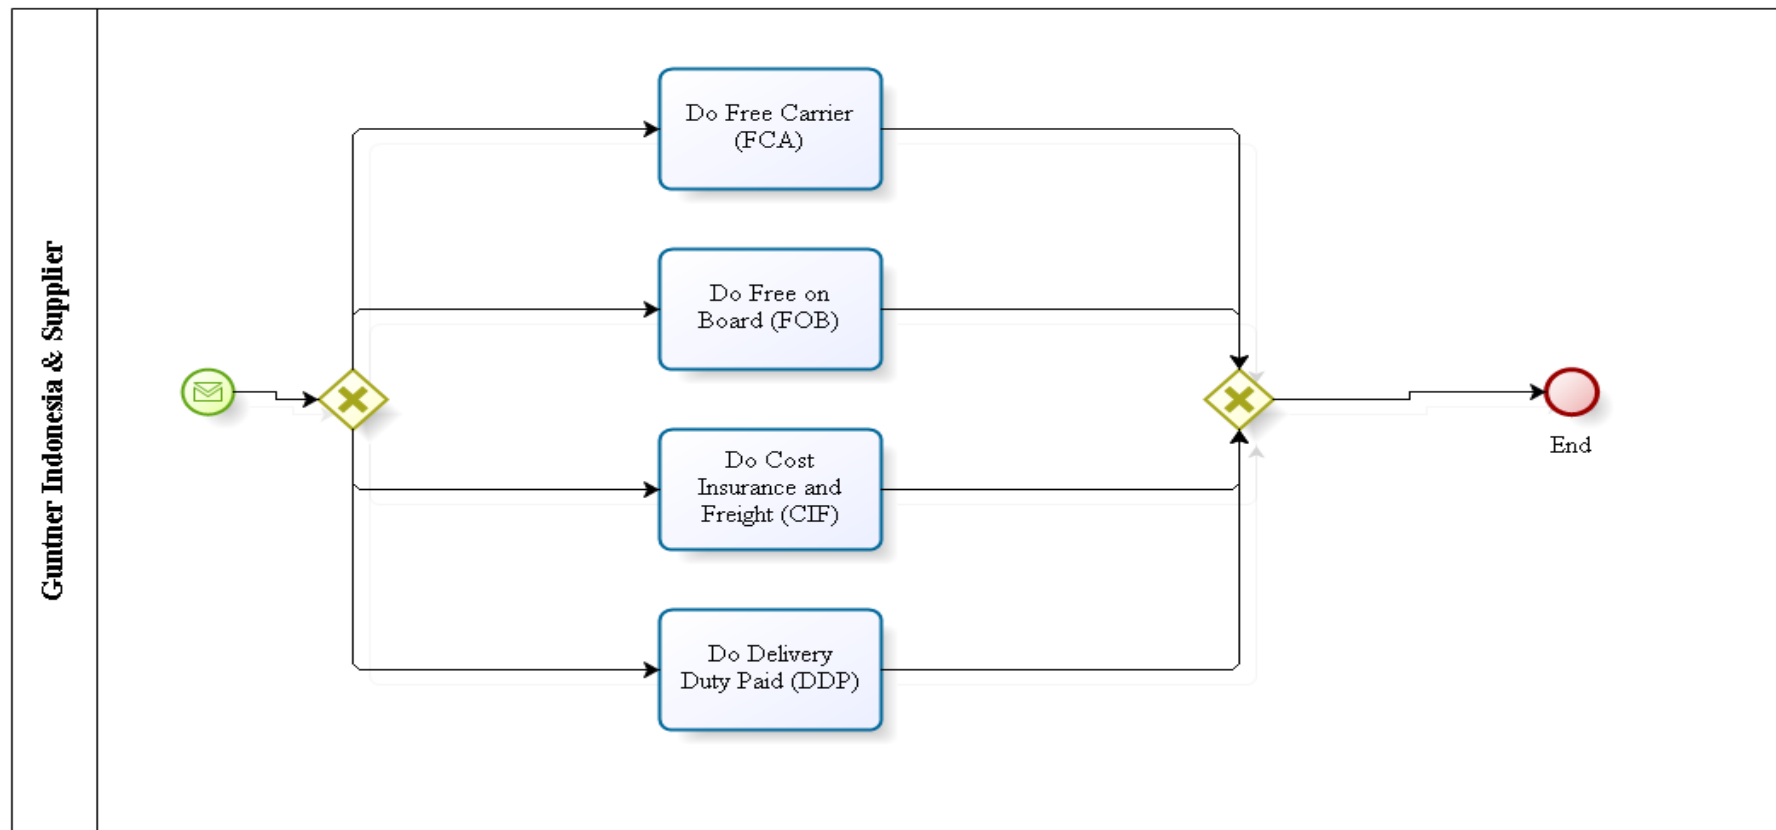 Guntner Indonesia & Supplier
Do Free Carrier
(FCA)
Do Free on
Board (FOB)
Do Cost
Insurance and
Freight (CIF)
Do Delivery
Duty Paid (DDP)
End